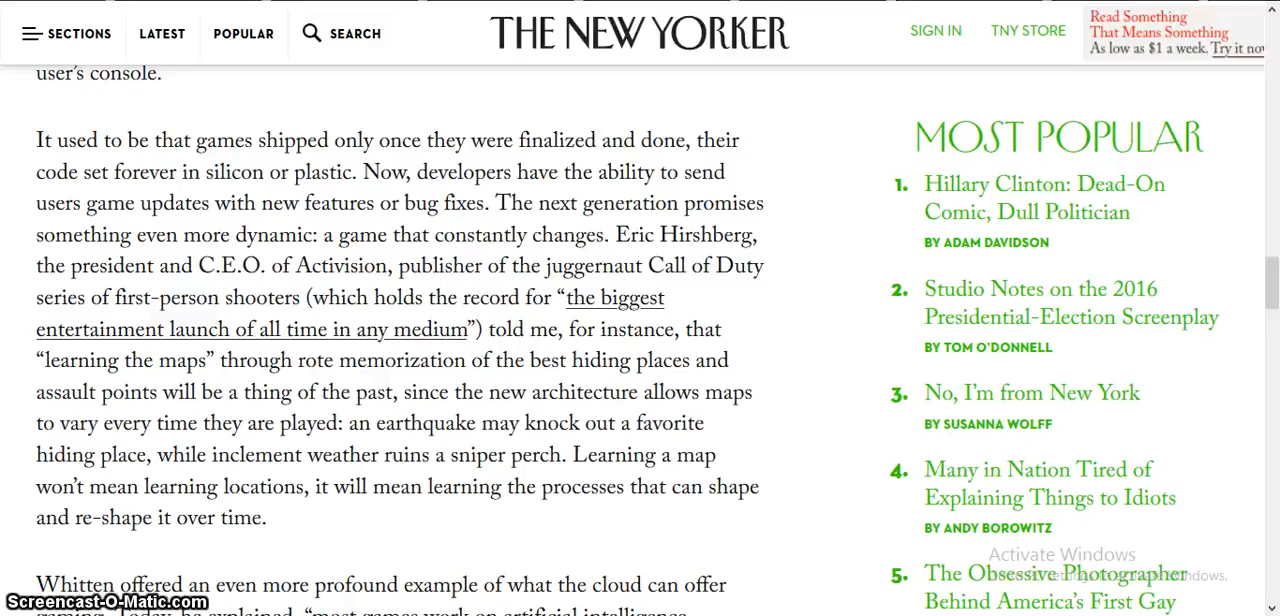 SECTIONS
LATEST
POPULAR
SEARCH
THE NEW YORKER
SIGN IN
TNY STORE
Read Something
That Means Something
As low as $1 a week. Try it now
user's console.
It used to be that games shipped only once they were finalized and done, their
code set forever in silicon or plastic. Now, developers have the ability to send
users game updates with new features or bug fixes. The next generation promises
something even more dynamic: a game that constantly changes. Eric Hirshberg,
the president and C.E.O. of Activision, publisher of the juggernaut Call of Duty
series of first-person shooters (which holds the record for “the biggest
entertainment launch of all time in any medium”) told me, for instance, that
“learning the maps” through rote memorization of the best hiding places and
assault points will be a thing of the past, since the new architecture allows maps
to vary every time they are played: an earthquake may knock out a favorite
hiding place, while inclement weather ruins a sniper perch. Learning a map
won’t mean learning locations, it will mean learning the processes that can shape
and re-shape it over time.
Whitten offered an even more profound example of what the cloud can offer
MOST POPULAR
1. Hillary Clinton: Dead-On
Comic, Dull Politician
BY ADAM DAVIDSON
2. Studio Notes on the 2016
Presidential-Election Screenplay
BY TOM O’DONNELL
3. No, I’m from New York
BY SUSANNA WOLFF
4. Many in Nation Tired of
Explaining Things to Idiots
BY ANDY BOROWITZ
5. The Obsessive Photographer
Behind America’s First Gay
Activate Windows
Screencast-O-Matic.com